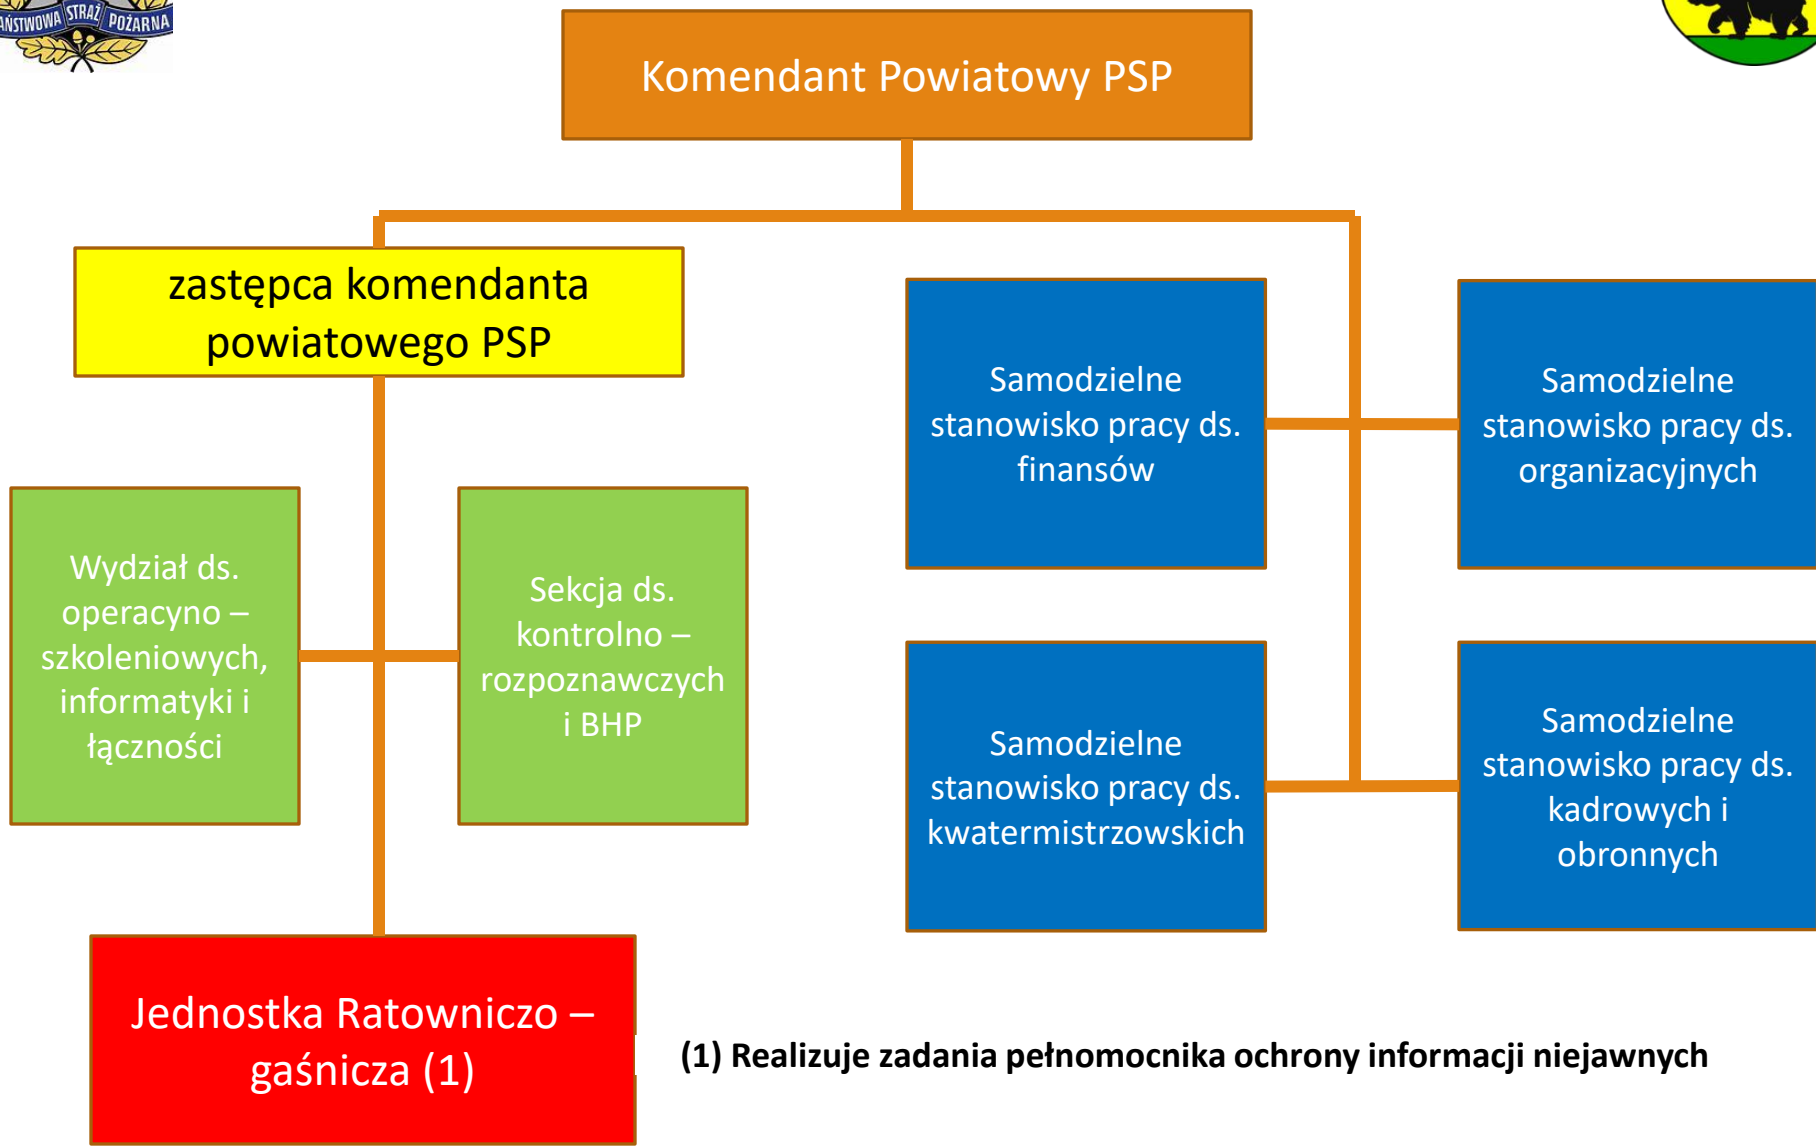 PAŃSTWOWA STRAŻ POŻARNA
Komendant Powiatowy PSP
zastępca komendanta
powiatowego PSP
Samodzielne
stanowisko pracy ds.
finansów
Samodzielne
stanowisko pracy ds.
organizacyjnych
Wydział ds.
operacyno –
szkoleniowych,
informatyki i
łączności
Sekcja ds.
kontrolno –
rozpoznawczych
i BHP
Samodzielne
stanowisko pracy ds.
kwatermistrzowskich
Samodzielne
stanowisko pracy ds.
kadrowych i
obronnych
Jednostka Ratowniczo –
gaśnicza (1)
(1) Realizuje zadania pełnomocnika ochrony informacji niejawnych